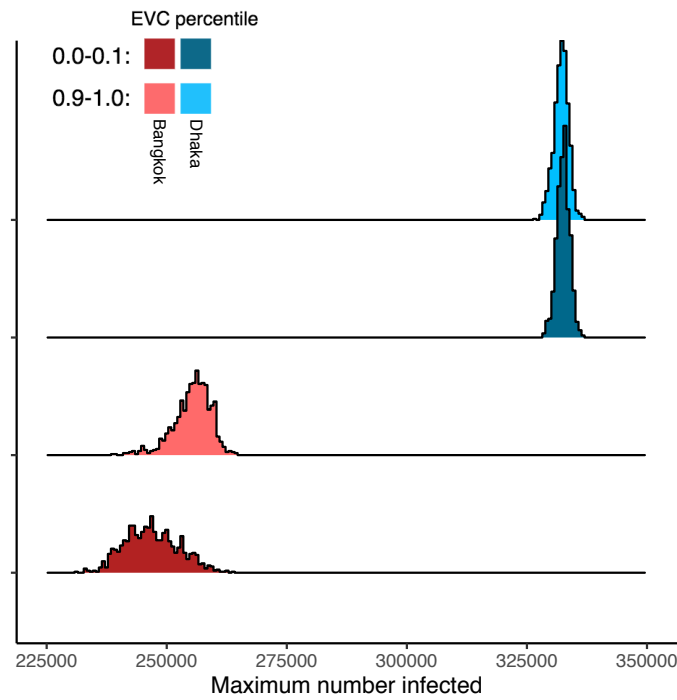 EVC percentile
0.0-0.1:
0.9-1.0:
Bangkok
Dhaka
225000 250000 275000 300000 325000 350000
Maximum number infected